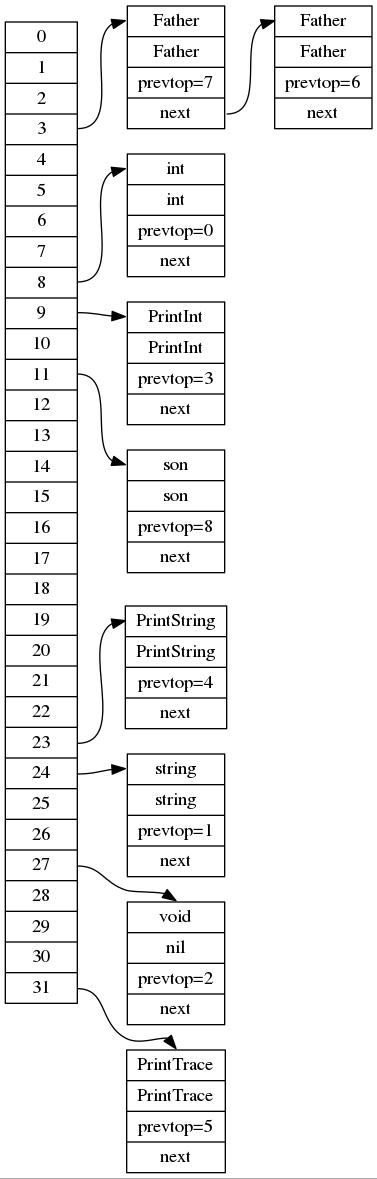 0
1
2
3
4
5
6
7
8
9
10
11
12
13
14
15
16
17
18
19
20
21
22
23
24
25
26
27
28
29
30
31
Father
Father
prevtop=7
next
Father
Father
prevtop=6
next
int
int
prevtop=0
next
PrintInt
PrintInt
prevtop=3
next
son
son
prevtop=8
next
PrintString
PrintString
prevtop=4
next
string
string
prevtop=1
next
void
nil
prevtop=2
next
PrintTrace
PrintTrace
prevtop=5
next